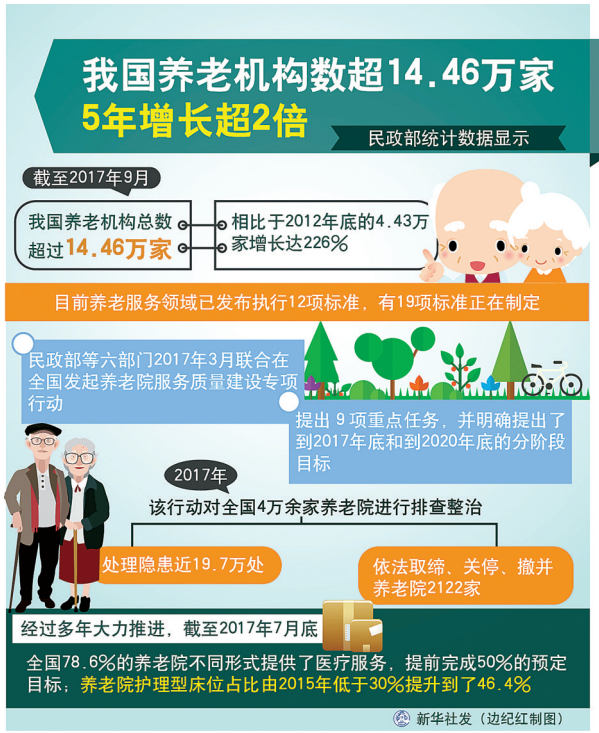 我国养老机构数超14.46万家
5年增长超2倍
民政部统计数据显示
截至2017年9月
我国养老机构总数
超过14.46万家
相比于2012年底的4.43万
家增长达226%
目前养老服务领域已发布执行12项标准，有19项标准正在制定
民政部等六部门2017年3月联合在
全国发起养老院服务质量建设专项
行动
提出9项重点任务，并明确提出了
到2017年底和到2020年底的分阶段
目标
2017年
该行动对全国4万余家养老院进行排查整治
处理隐患近19.7万处
依法取缔、关停、撤并
养老院2122家
经过多年大力推进，截至2017年7月底
全国78.6%的养老院不同形式提供了医疗服务，提前完成50%的预定
目标；养老院护理型床位占比由2015年低于30%提升到了46.4%
新华社发（边纪红制图）